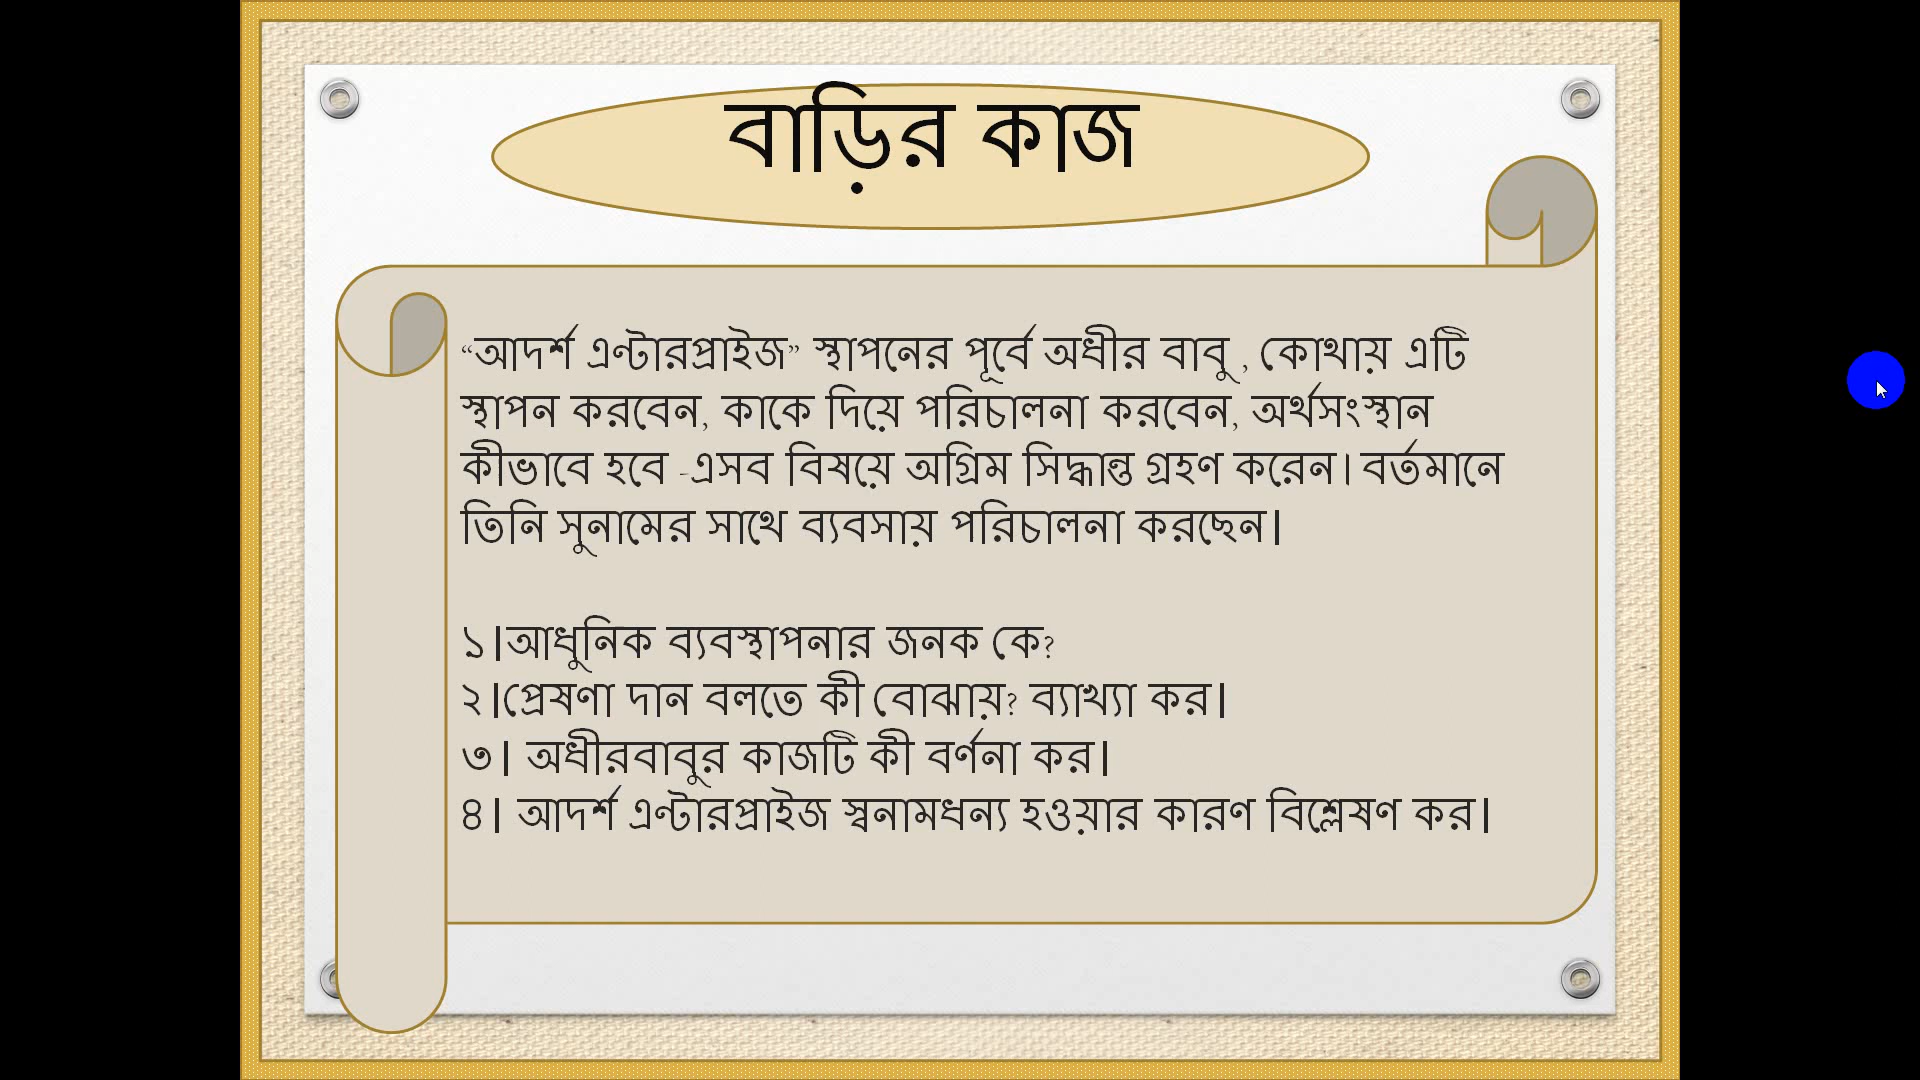 বাড়ির কাজ
“আদর্শ এন্টারপ্রাইজ” স্থাপনের পূর্বে অধীর বাবু , কোথায় এটি
স্থাপন করবেন, কাকে দিয়ে পরিচালনা করবেন, অর্থসংস্থান
কীভাবে হবে -এসব বিষয়ে অগ্রিম সিদ্ধান্ত গ্রহণ করেন। বর্তমানে
তিনি সুনামের সাথে ব্যবসায় পরিচালনা করছেন।
১।আধুনিক ব্যবস্থাপনার জনক কে?
২।প্রেষণা দান বলতে কী বোঝায়? ব্যাখ্যা কর।
৩। অধীরবাবুর কাজটি কী বর্ণনা কর।
৪। আদর্শ এন্টারপ্রাইজ স্বনামধন্য হওয়ার কারণ বিশ্লেষণ কর।